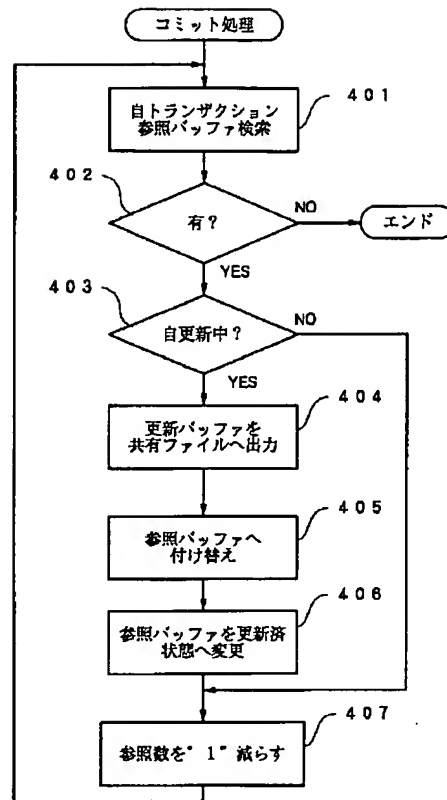 コミット処理
401
自トランザクション
参照バッファ検索
402
有?
NO
エンド
YES
403
自更新中?
NO
YES
404
更新バッファを
共有ファイルへ出力
405
参照バッファへ
付け替え
406
参照バッファを更新済
状態へ変更
407
参照数を"1"減らす